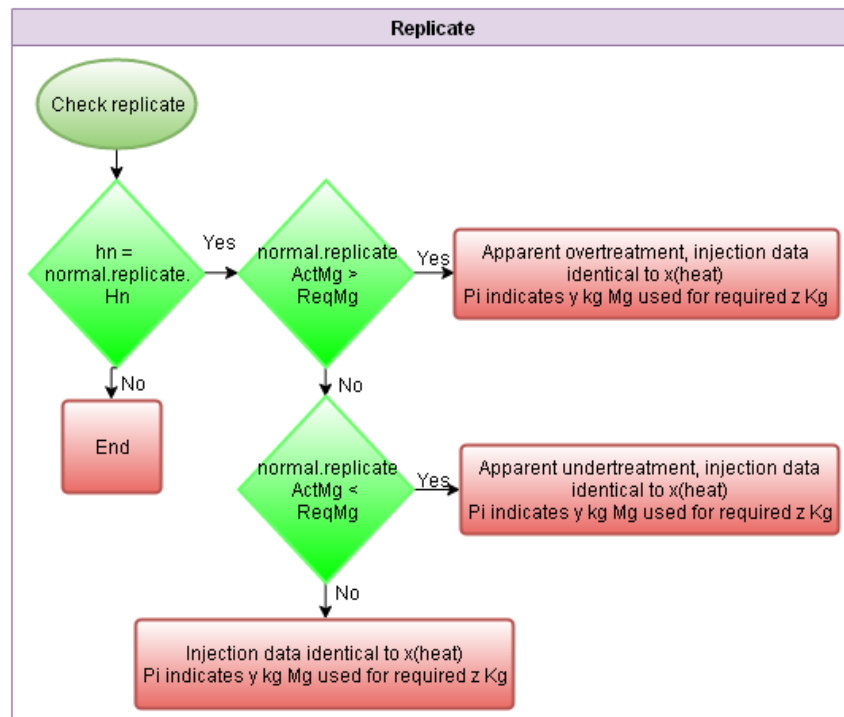 Replicate
Check replicate
hn =
normal.replicate.
Hn
Yes
normal.replicate
ActMg >
ReqMg
Yes
Apparent overtreatment, injection data
identical to x(heat)
Pi indicates y kg Mg used for required z Kg
No
End
No
normal.replicate
ActMg <
ReqMg
Yes
Apparent undertreatment, injection data
identical to x(heat)
Pi indicates y kg Mg used for required z Kg
No
Injection data identical to x(heat)
Pi indicates y kg Mg used for required z Kg